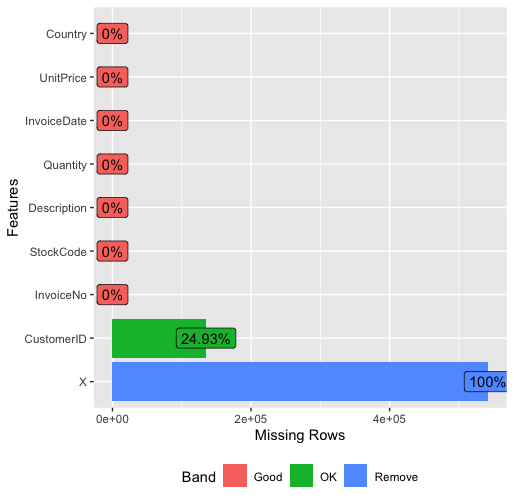 Features
Country
0%
UnitPrice
0%
InvoiceDate
0%
Quantity
0%
Description
0%
StockCode
0%
InvoiceNo
0%
CustomerID
24.93%
X
100%
0e+00 2e+05 4e+05
Missing Rows
Band Good OK Remove